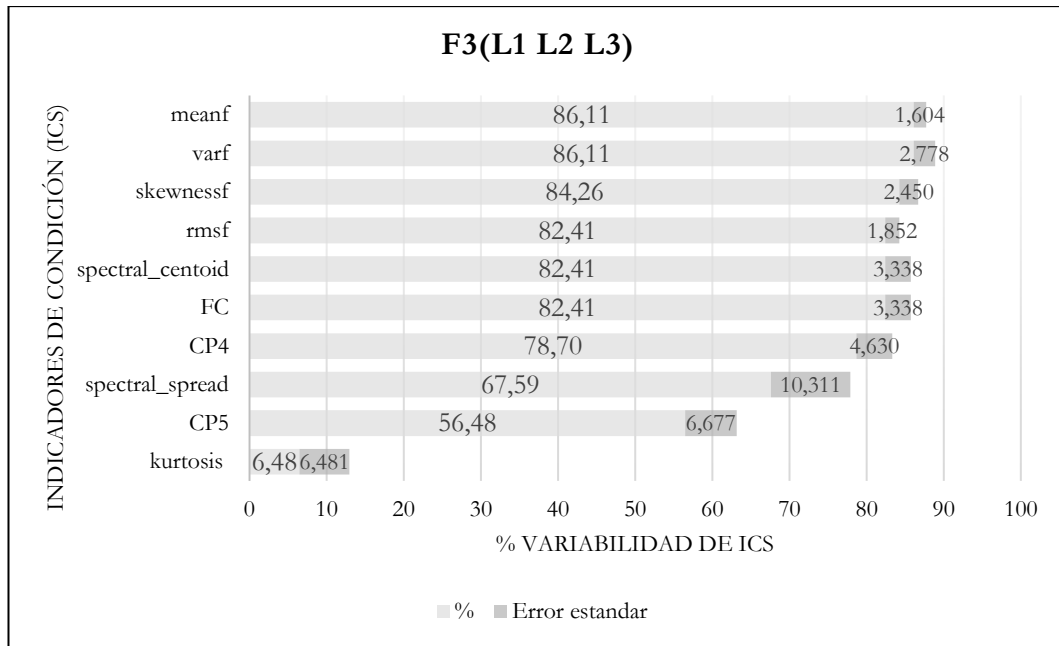 F3(L1 L2 L3)
INDICADORES DE CONDICIÓN (ICS)
meanf 86,11 1,604
varf 86,11 2,778
skewnessf 84,26 2,450
rmsf 82,41 1,852
spectral_centoid 82,41 3,338
FC 82,41 3,338
CP4 78,70 4,630
spectral_spread 67,59 10,311
CP5 56,48 6,677
kurtosis 6,48 6,481
0 10 20 30 40 50 60 70 80 90 100
% VARIABILIDAD DE ICS
% Error estandar